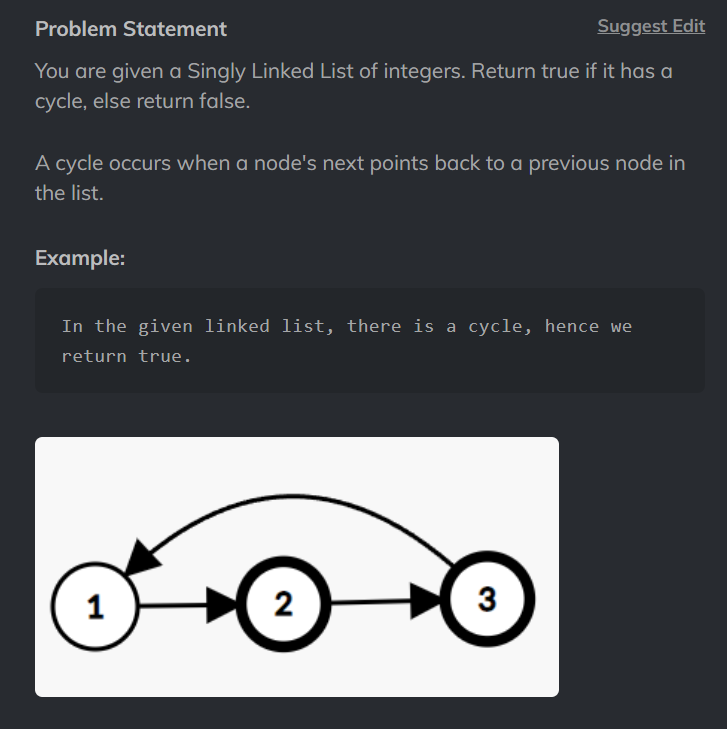 Problem Statement
Suggest Edit
You are given a Singly Linked List of integers. Return true if it has a
cycle, else return false.
A cycle occurs when a node's next points back to a previous node in
the list.
Example:
In the given linked list, there is a cycle, hence we
return true.
1
2
3